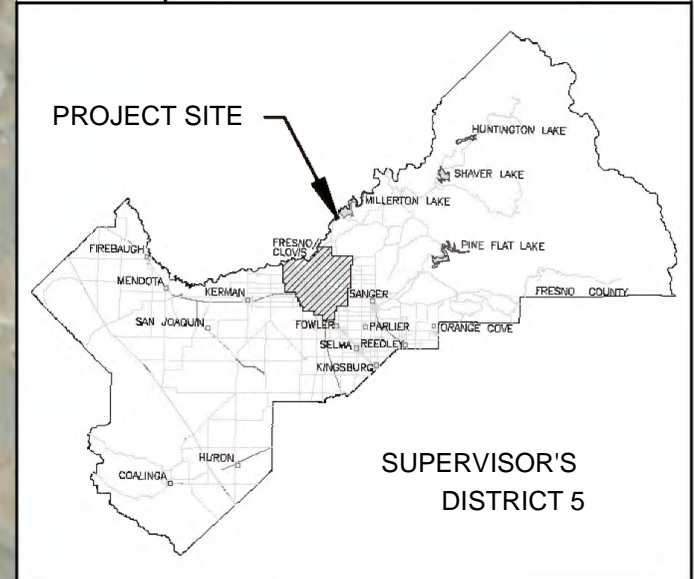 PROJECT SITE
HUNTINGTON LAKE
SHAVER LAKE
MILLERTON LAKE
FRESNO/
CLOVIS
PINE FLAT LAKE
FIREBAUGH
MENDOTA
KERMAN
SANGER
FRESNO COUNTY
SAN JOAQUIN
FOWLER
PARLIER
ORANGE COVE
SELMA
REEDLEY
KINGSBURG
HURON
COALINGA
SUPERVISOR'S
DISTRICT 5